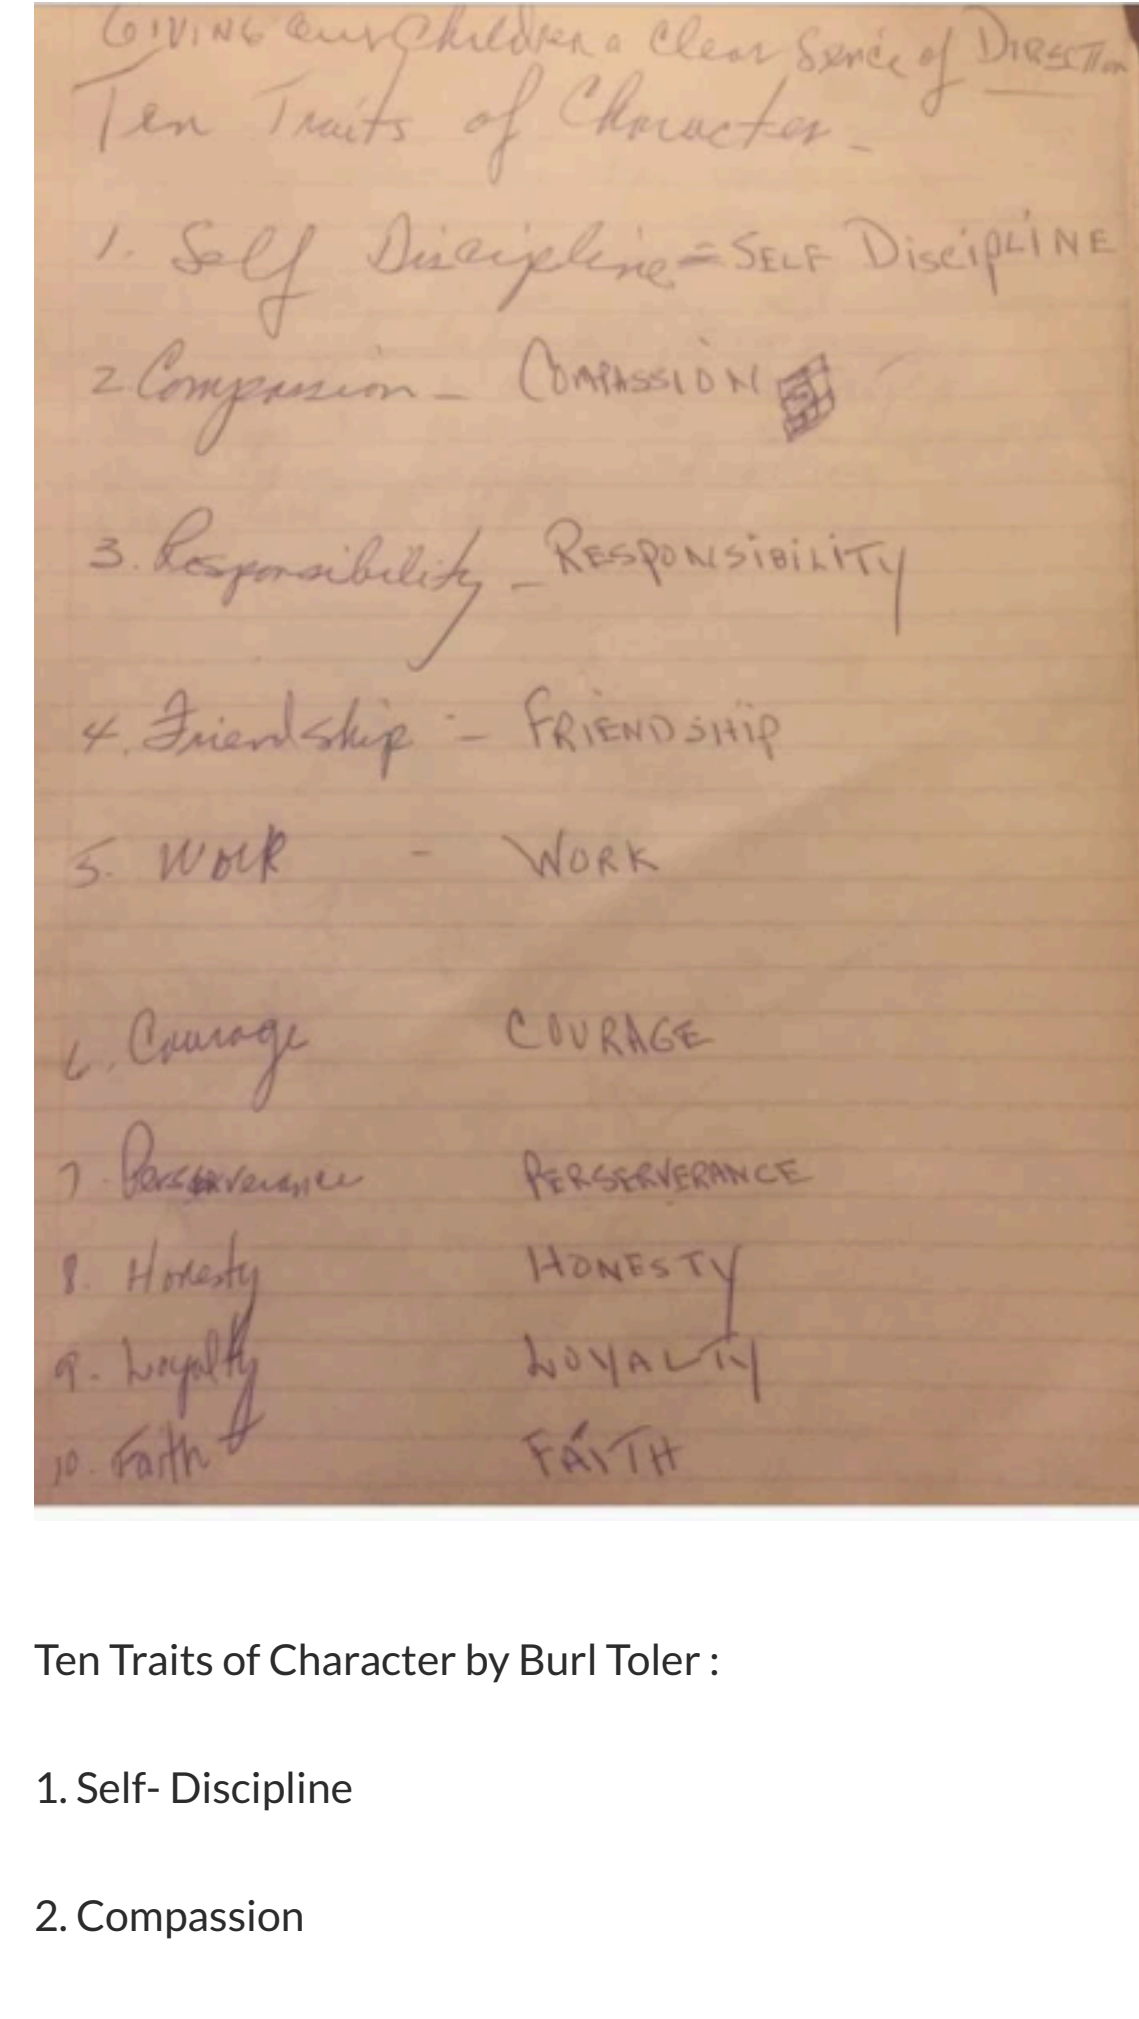 GIVING Our Children a Clear Sence of DIRECTION
Ten Traits of Character -
1. Self Discipline = SELF DISCIPLINE
2 Compassion - COMPASSION
3. Responsibility - RESPONSIBILITY
4. Friendship - FRIENDSHIP
5. WORK - WORK
6. Courage COURAGE
7. Perserverance PERSERVERANCE
8. Honesty HONESTY
9. Loyalty LOYALTY
10. Faith FAITH
Ten Traits of Character by Burl Toler :
1. Self- Discipline
2. Compassion